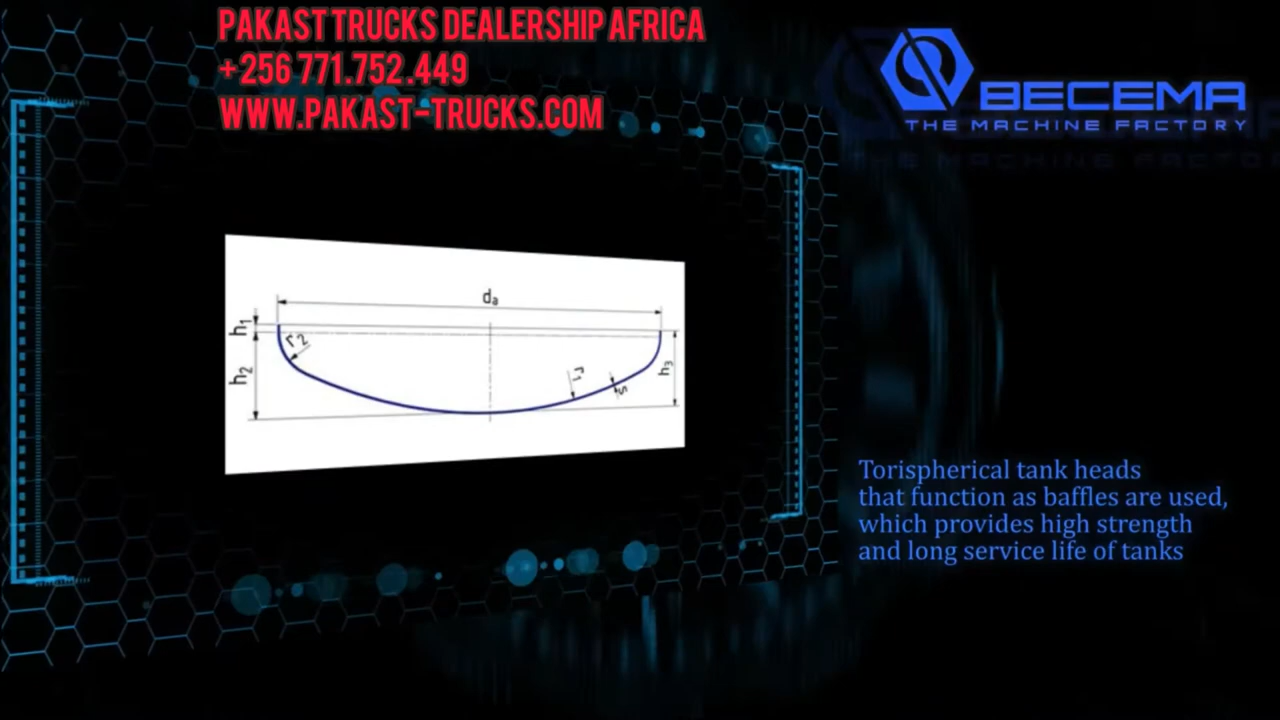 PAKAST TRUCKS DEALERSHIP AFRICA
+256 771.752.449
WWW.PAKAST-TRUCKS.COM
BECEMA
THE MACHINE FACTORY
da
h1
r2
h2
r1
s
h3
Torispherical tank heads
that function as baffles are used,
which provides high strength
and long service life of tanks